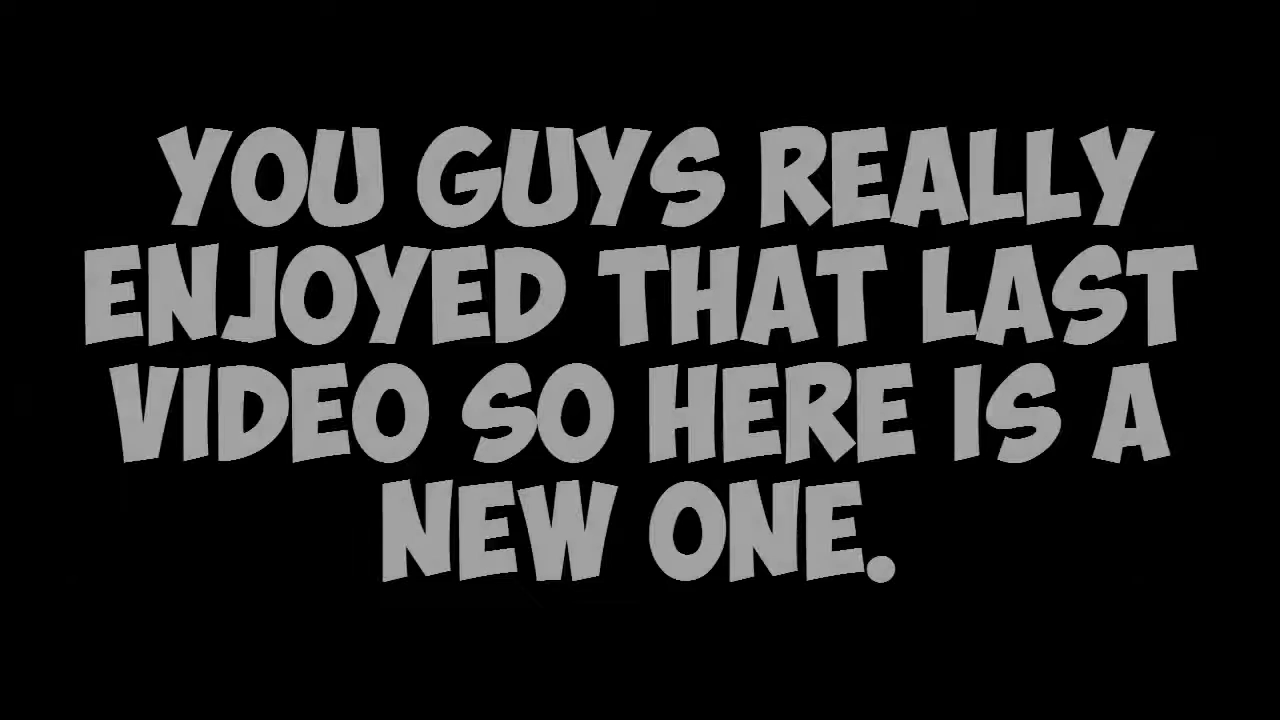 YOU GUYS REALLY
ENJOYED THAT LAST
VIDEO SO HERE IS A
NEW ONE.